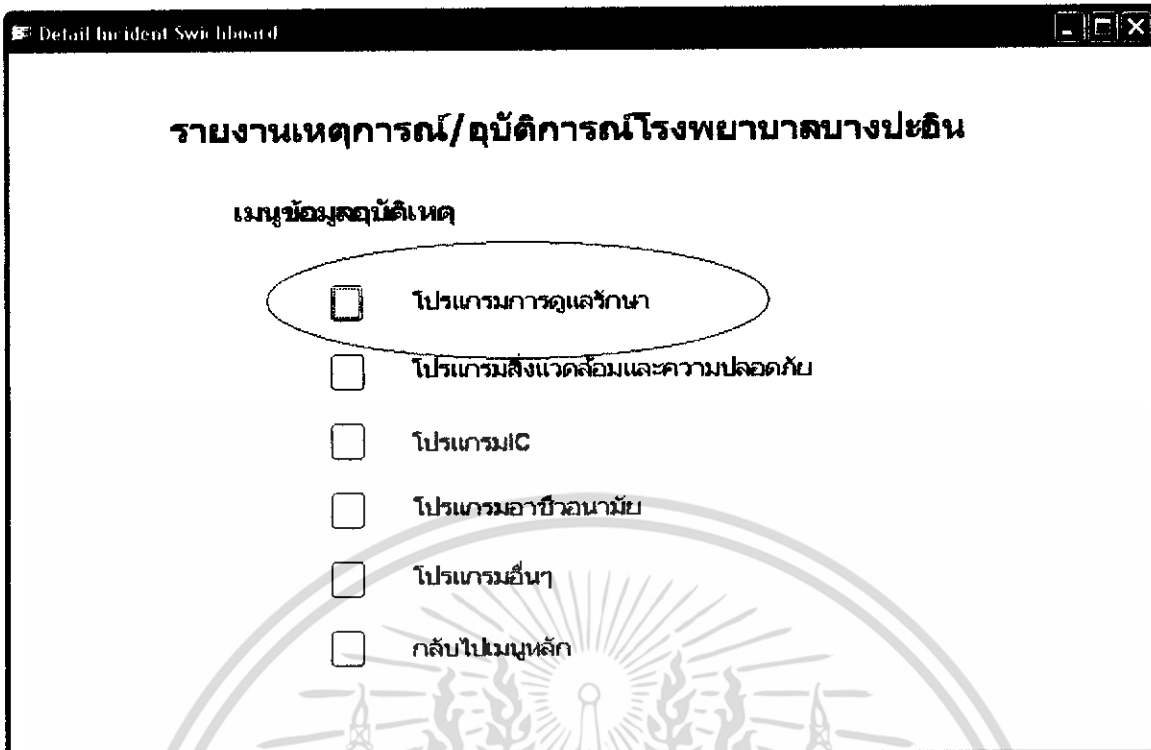 Detail Incident Swichboard
รายงานเหตุการณ์/อุบัติการณ์โรงพยาบาลบางปะอิน
เมนูข้อมูลอุบัติเหตุ
โปรแกรมการดูแลรักษา
โปรแกรมสิ่งแวดล้อมและความปลอดภัย
โปรแกรมIC
โปรแกรมอาชีวอนามัย
โปรแกรมอื่นๆ
กลับไปเมนูหลัก